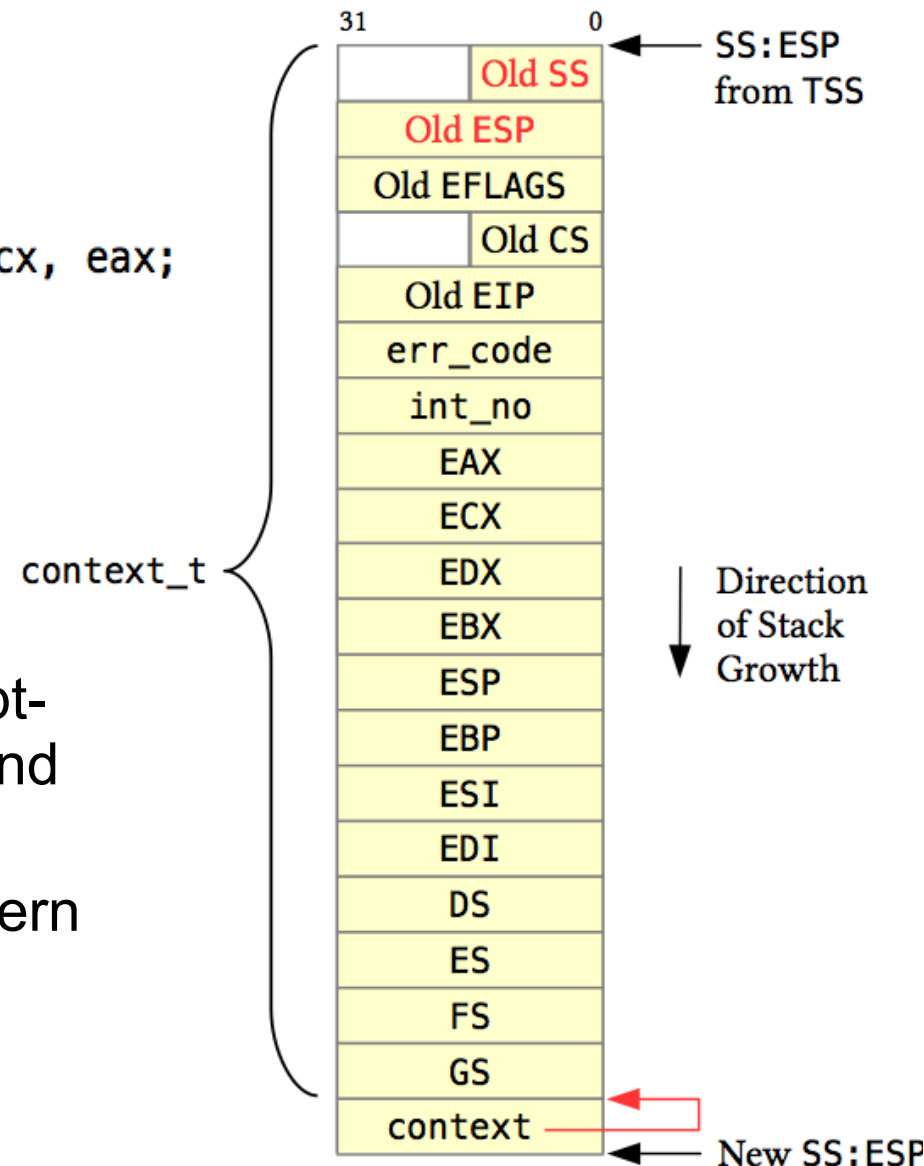 31 0
SS:ESP
from TSS
Old SS
Old ESP
Old EFLAGS
cx, eax;
Old CS
Old EIP
err_code
int_no
EAX
ECX
context_t
EDX
Direction
of Stack
Growth
EBX
ESP
pt-
nd
EBP
ESI
EDI
ern
DS
ES
FS
GS
context
New SS:ESP